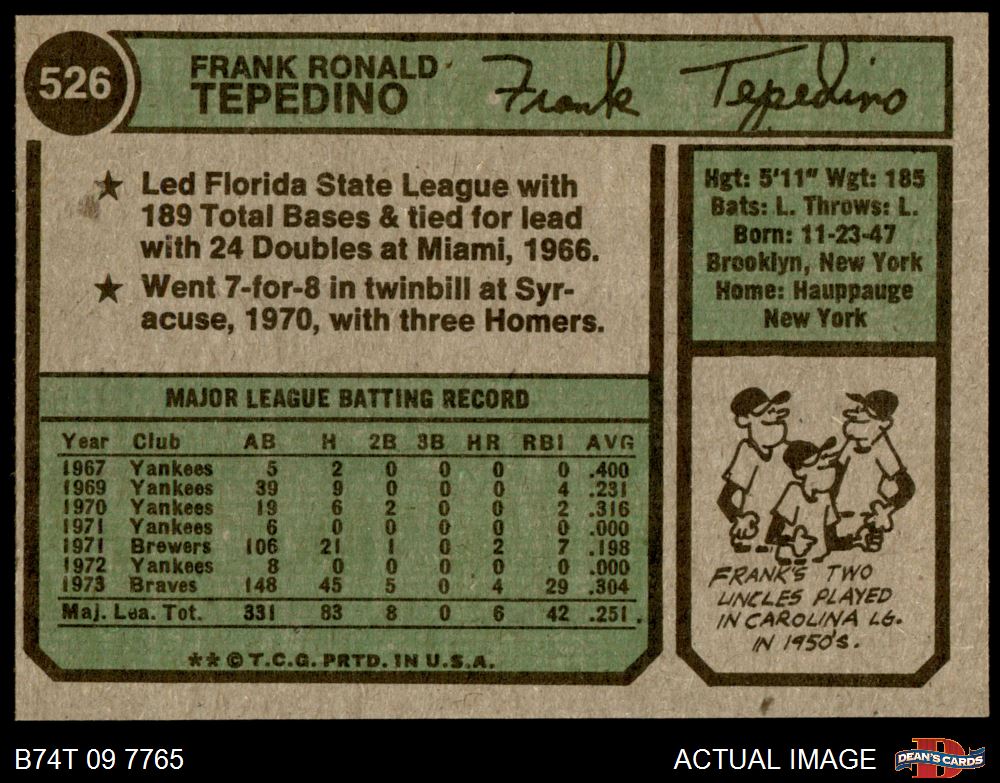 526
FRANK RONALD
TEPEDINO
Frank Tepedino
★ Led Florida State League with
189 Total Bases & tied for lead
with 24 Doubles at Miami, 1966.
★ Went 7-for-8 in twinbill at Syr-
acuse, 1970, with three Homers.
Hgt: 5'11" Wgt: 185
Bats: L. Throws: L.
Born: 11-23-47
Brooklyn, New York
Home: Hauppauge
New York
MAJOR LEAGUE BATTING RECORD
Year Club AB H 2B 3B HR RBI AVG
1967 Yankees 5 2 0 0 0 0 .400
1969 Yankees 39 9 0 0 0 4 .231
1970 Yankees 19 6 2 0 0 2 .316
1971 Yankees 6 0 0 0 0 0 .000
1971 Brewers 106 21 1 0 2 7 .198
1972 Yankees 8 0 0 0 0 0 .000
1973 Braves 148 45 5 0 4 29 .304
Maj. Lea. Tot. 331 83 8 0 6 42 .251.
** © T.C.G. PRTD. IN U.S.A.
FRANK'S TWO
UNCLES PLAYED
IN CAROLINA LG.
IN 1950's.
B74T 09 7765
ACTUAL IMAGE
DEAN'S CARDS